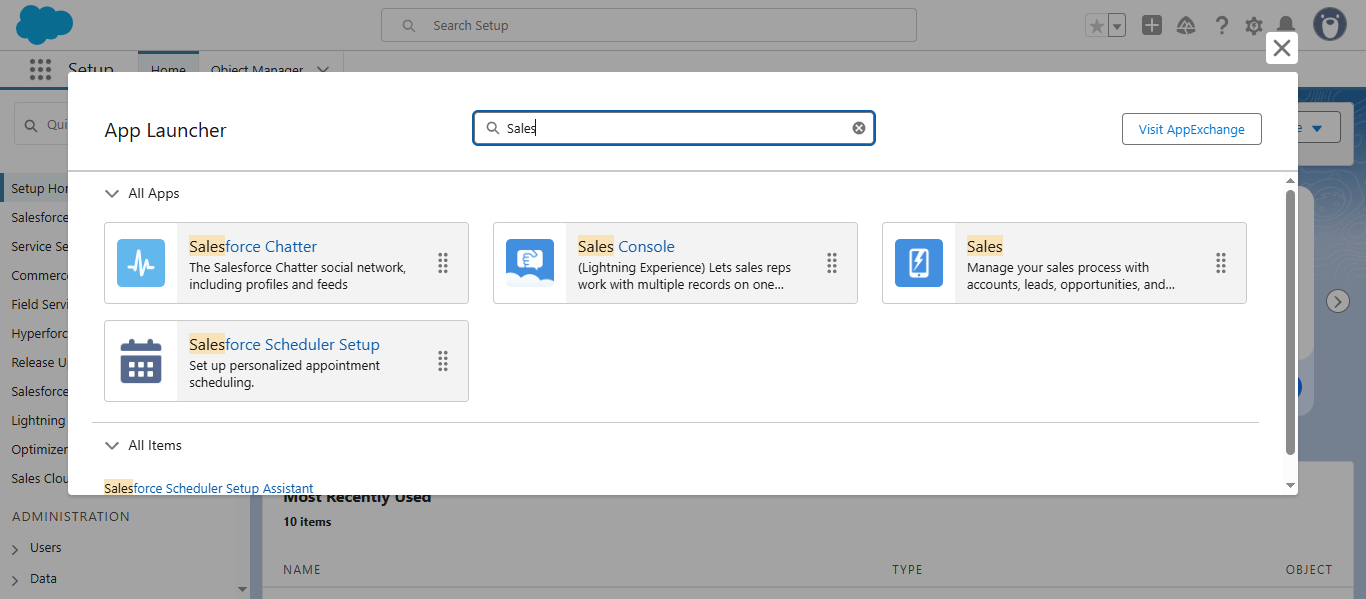 Search Setup
Setup
Home
Object Manager
App Launcher
Sales
Visit AppExchange
All Apps
Salesforce Chatter
The Salesforce Chatter social network,
including profiles and feeds
Sales Console
(Lightning Experience) Lets sales reps
work with multiple records on one...
Sales
Manage your sales process with
accounts, leads, opportunities, and...
Salesforce Scheduler Setup
Set up personalized appointment
scheduling.
All Items
Salesforce Scheduler Setup Assistant
Setup Ho
Salesforce
Service Se
Commerc
Field Servi
Hyperforc
Release U
Salesforce
Lightning
Optimizer
Sales Clou
ADMINISTRATION
Users
Data
Most Recently Used
10 items
NAME
TYPE
OBJECT